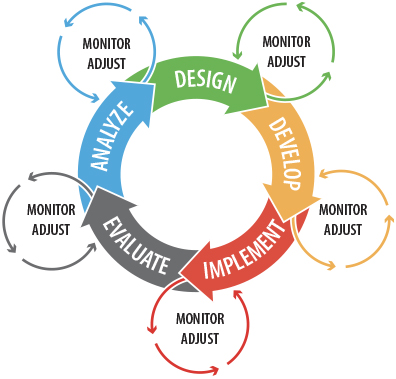 MONITOR
ADJUST
MONITOR
ADJUST
DESIGN
ANALYZE
DEVELOP
MONITOR
ADJUST
MONITOR
ADJUST
EVALUATE
IMPLEMENT
MONITOR
ADJUST